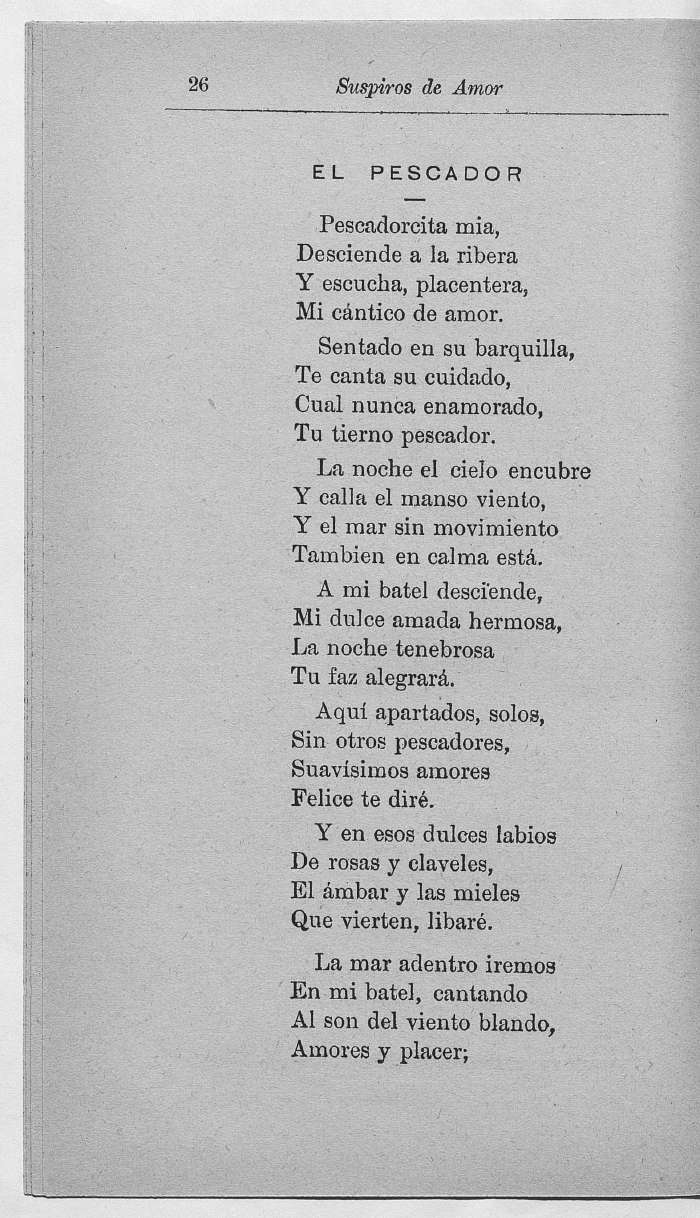 26
Suspiros de Amor
EL PESCADOR
Pescadorcita mia,
Desciende a la ribera
Y escucha, placentera,
Mi cántico de amor.
Sentado en su barquilla,
Te canta su cuidado,
Cual nunca enamorado,
Tu tierno pescador.
La noche el cielo encubre
Y calla el manso viento,
Y el mar sin movimiento
Tambien en calma está.
A mi batel desciende,
Mi dulce amada hermosa,
La noche tenebrosa
Tu faz alegrará.
Aquí apartados, solos,
Sin otros pescadores,
Suavísimos amores
Felice te diré.
Y en esos dulces labios
De rosas y claveles,
El ámbar y las mieles
Que vierten, libaré.
La mar adentro iremos
En mi batel, cantando
Al son del viento blando,
Amores y placer;